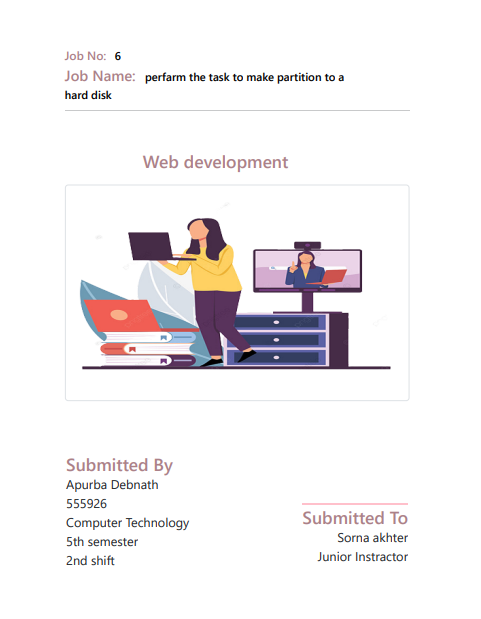 Job No: 6
Job Name: perfarm the task to make partition to a
hard disk
Web development
Submitted By
Apurba Debnath
555926
Computer Technology
5th semester
2nd shift
Submitted To
Sorna akhter
Junior Instractor